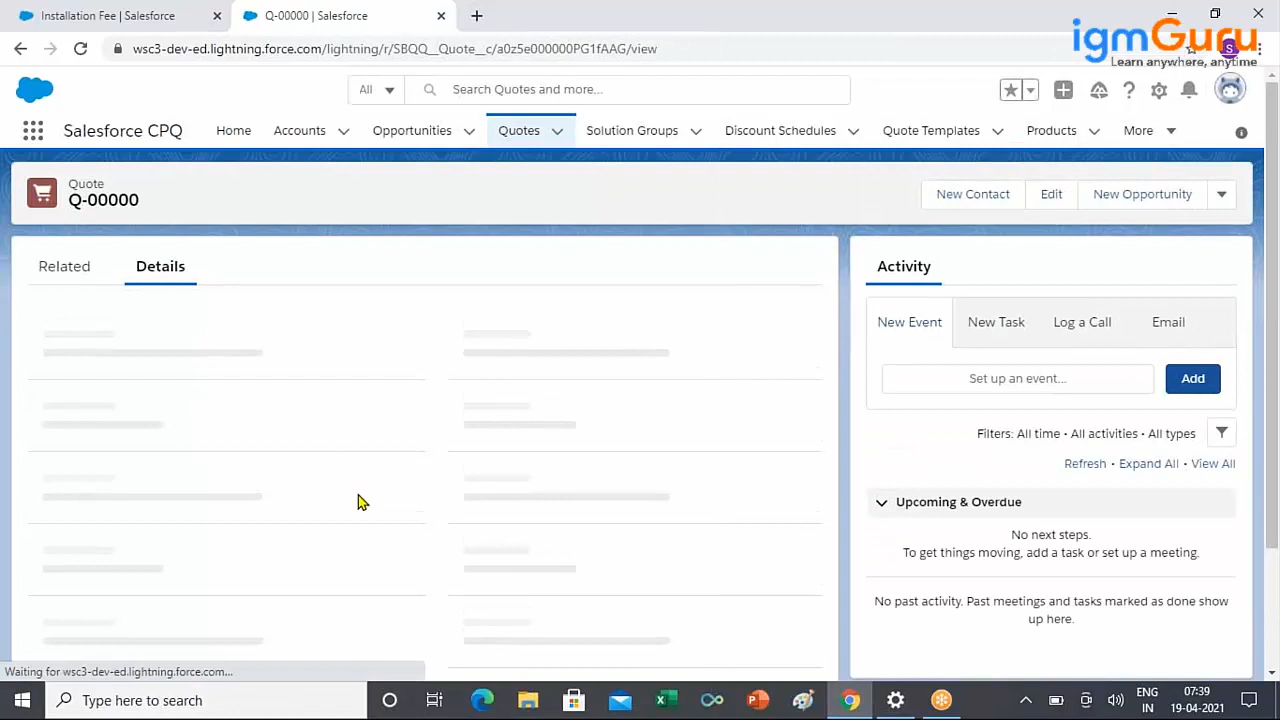 Installation Fee | Salesforce
Q-00000 | Salesforce
wsc3-dev-ed.lightning.force.com/lightning/r/SBQQ__Quote__c/a0z5e000000PG1fAAG/view
igmGuru
Learn anywhere, anytime
S
All
Search Quotes and more...
Salesforce CPQ
Home
Accounts
Opportunities
Quotes
Solution Groups
Discount Schedules
Quote Templates
Products
More
Quote
Q-00000
New Contact
Edit
New Opportunity
Related
Details
Activity
New Event
New Task
Log a Call
Email
Set up an event...
Add
Filters: All time • All activities • All types
Refresh • Expand All • View All
Upcoming & Overdue
No next steps.
To get things moving, add a task or set up a meeting.
No past activity. Past meetings and tasks marked as done show
up here.
Waiting for wsc3-dev-ed.lightning.force.com...
Type here to search
ENG
IN
07:39
19-04-2021